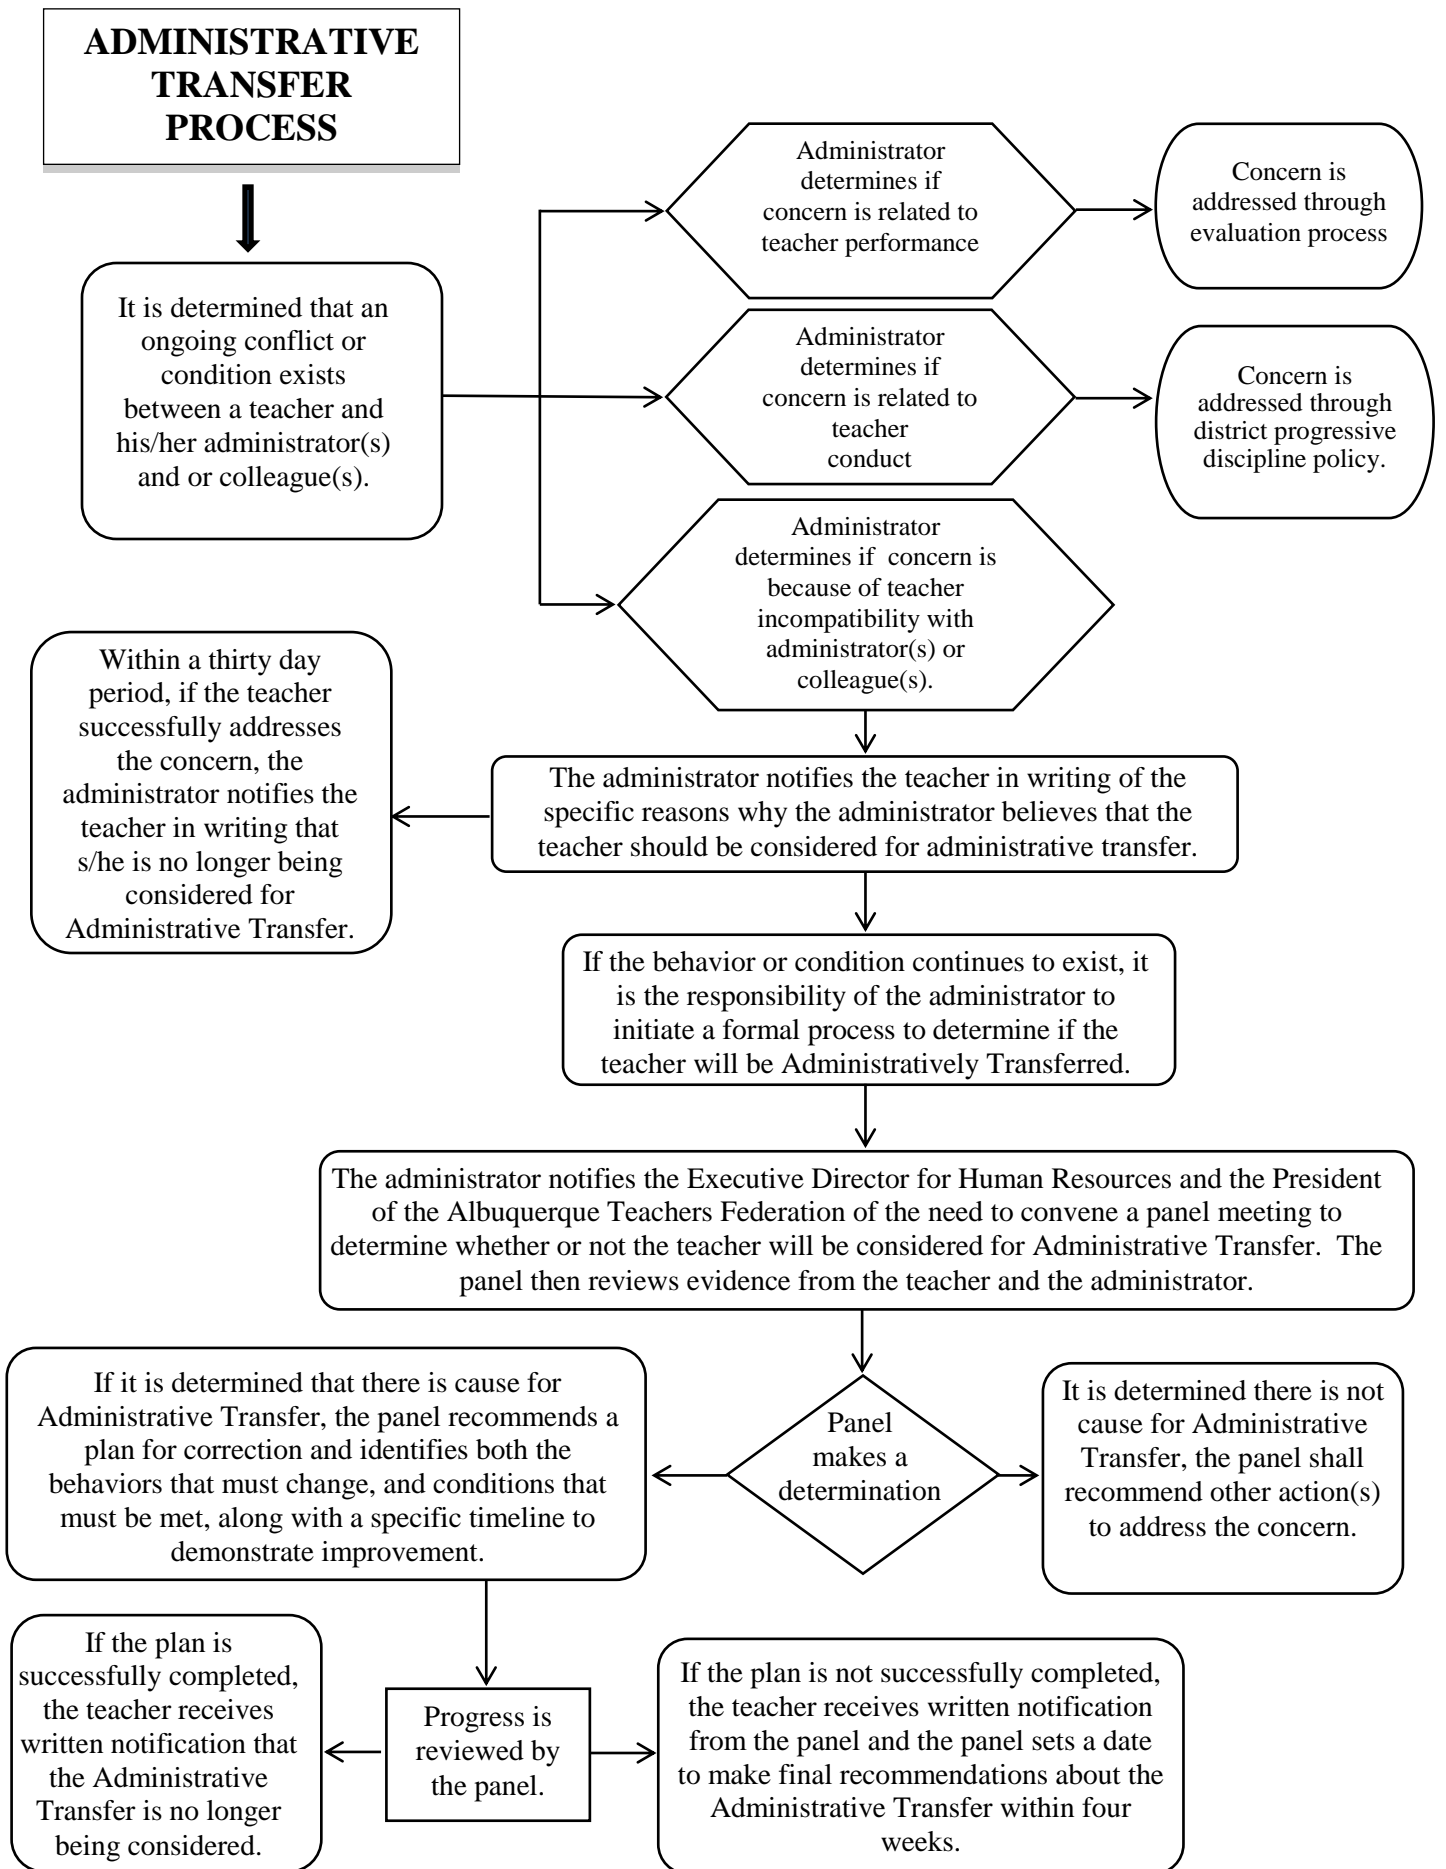 ADMINISTRATIVE
TRANSFER
PROCESS
It is determined that an
ongoing conflict or
condition exists
between a teacher and
his/her administrator(s)
and or colleague(s).
Administrator
determines if
concern is related to
teacher performance
Concern is
addressed through
evaluation process
Administrator
determines if
concern is related to
teacher
conduct
Concern is
addressed through
district progressive
discipline policy.
Administrator
determines if  concern is
because of teacher
incompatibility with
administrator(s) or
colleague(s).
Within a thirty day
period, if the teacher
successfully addresses
the concern, the
administrator notifies the
teacher in writing that
s/he is no longer being
considered for
Administrative Transfer.
The administrator notifies the teacher in writing of the
specific reasons why the administrator believes that the
teacher should be considered for administrative transfer.
If the behavior or condition continues to exist, it
is the responsibility of the administrator to
initiate a formal process to determine if the
teacher will be Administratively Transferred.
The administrator notifies the Executive Director for Human Resources and the President
of the Albuquerque Teachers Federation of the need to convene a panel meeting to
determine whether or not the teacher will be considered for Administrative Transfer.  The
panel then reviews evidence from the teacher and the administrator.
If it is determined that there is cause for
Administrative Transfer, the panel recommends a
plan for correction and identifies both the
behaviors that must change, and conditions that
must be met, along with a specific timeline to
demonstrate improvement.
Panel
makes a
determination
It is determined there is not
cause for Administrative
Transfer, the panel shall
recommend other action(s)
to address the concern.
If the plan is
successfully completed,
the teacher receives
written notification that
the Administrative
Transfer is no longer
being considered.
Progress is
reviewed by
the panel.
If the plan is not successfully completed,
the teacher receives written notification
from the panel and the panel sets a date
to make final recommendations about the
Administrative Transfer within four
weeks.